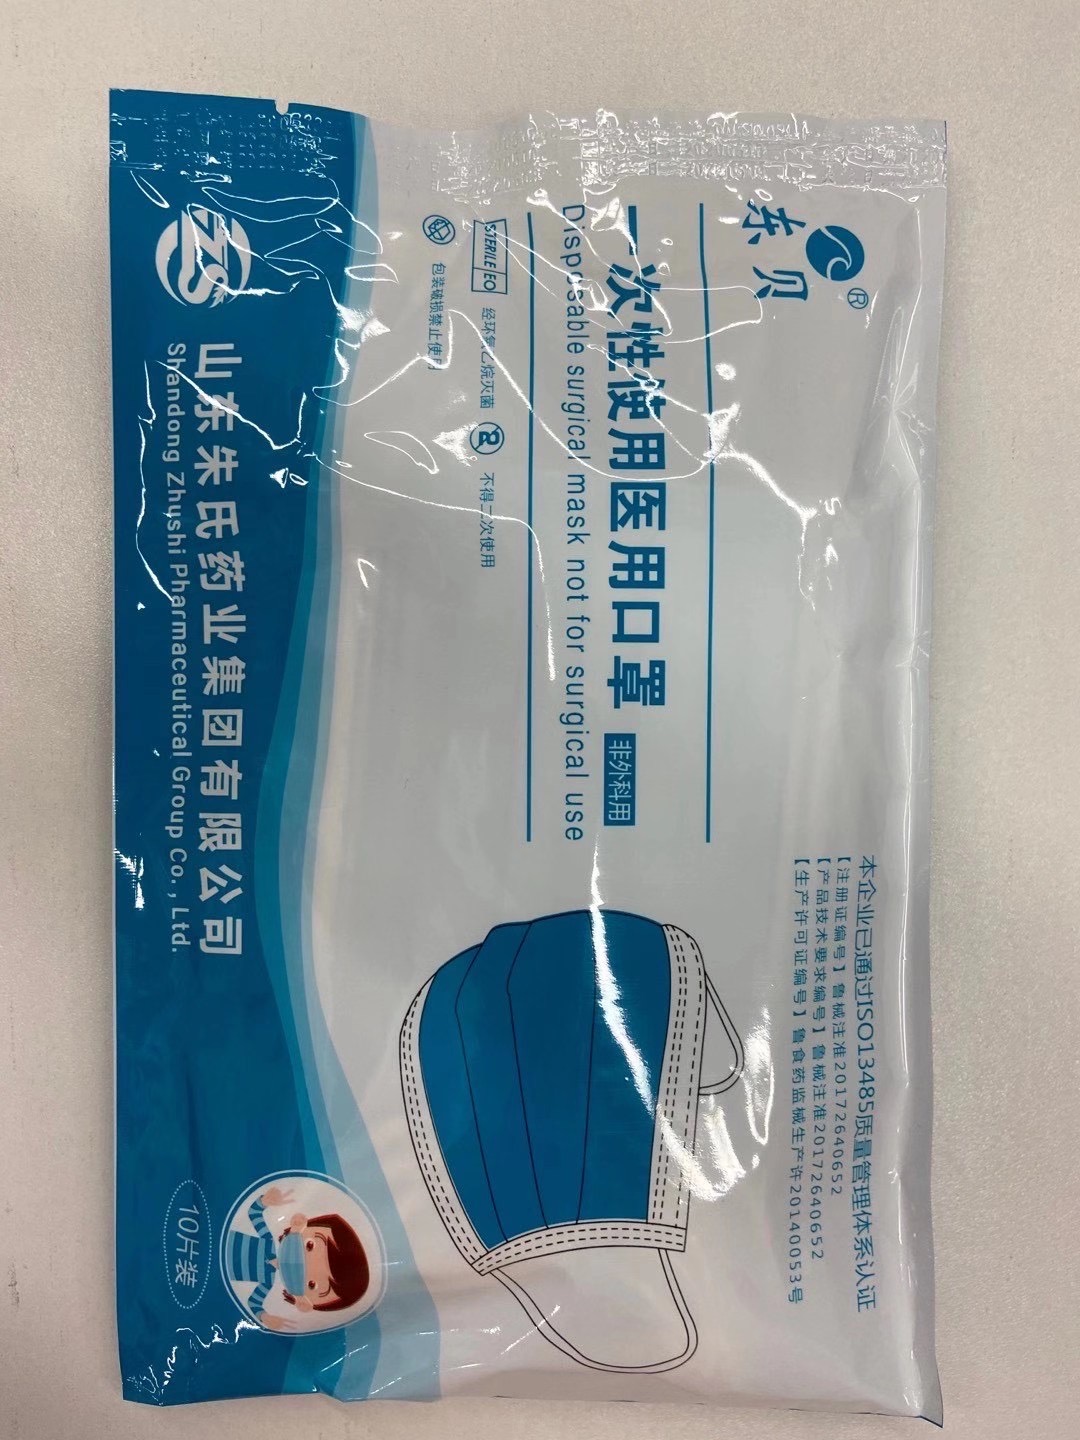 东贝®
本企业已通过ISO13485质量管理体系认证
【注册证编号】鲁械注准20172640652
【产品技术要求编号】鲁械注准20172640652
【生产许可证编号】鲁食药监械生产许20140053号
一次性使用医用口罩 非外科用
Disposable surgical mask not for surgical use
STERILE EO 经环氧乙烷灭菌 2 不得二次使用
包装破损禁止使用
山东朱氏药业集团有限公司
Shandong Zhushi Pharmaceutical Group Co., Ltd.
10片装